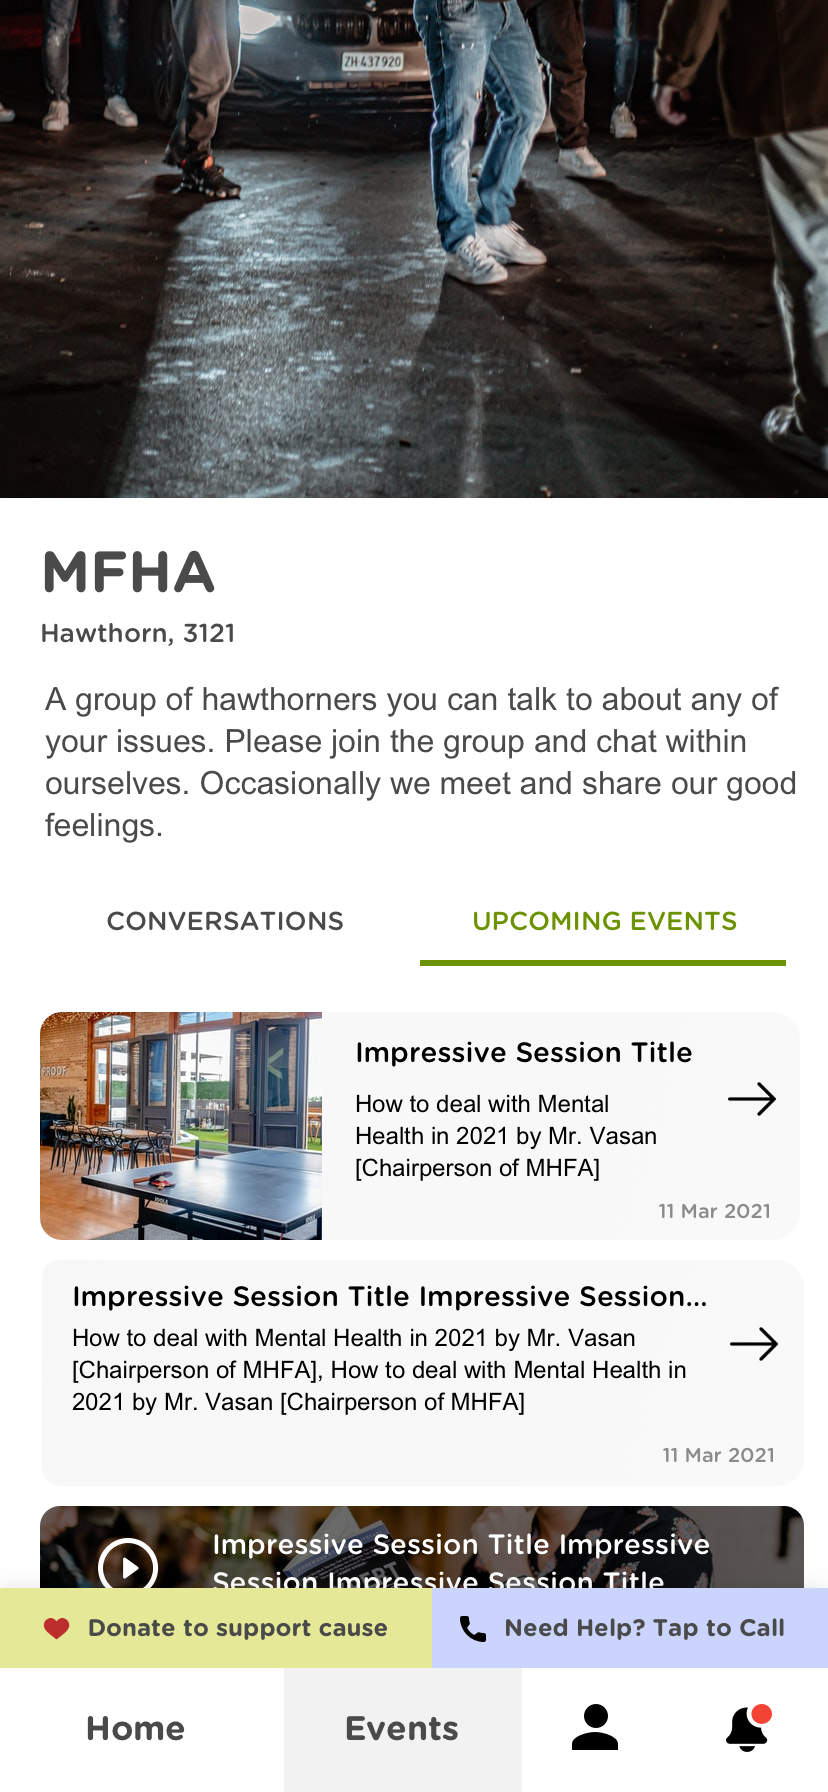 ZH·437920
MFHA
Hawthorn, 3121
A group of hawthorners you can talk to about any of
your issues. Please join the group and chat within
ourselves. Occasionally we meet and share our good
feelings.
CONVERSATIONS
UPCOMING EVENTS
PROOF
Impressive Session Title
How to deal with Mental
Health in 2021 by Mr. Vasan
[Chairperson of MHFA]
11 Mar 2021
Impressive Session Title Impressive Session...
How to deal with Mental Health in 2021 by Mr. Vasan
[Chairperson of MHFA], How to deal with Mental Health in
2021 by Mr. Vasan [Chairperson of MHFA]
11 Mar 2021
Impressive Session Title Impressive
Session Impressive Session Title
Donate to support cause
Need Help? Tap to Call
Home
Events